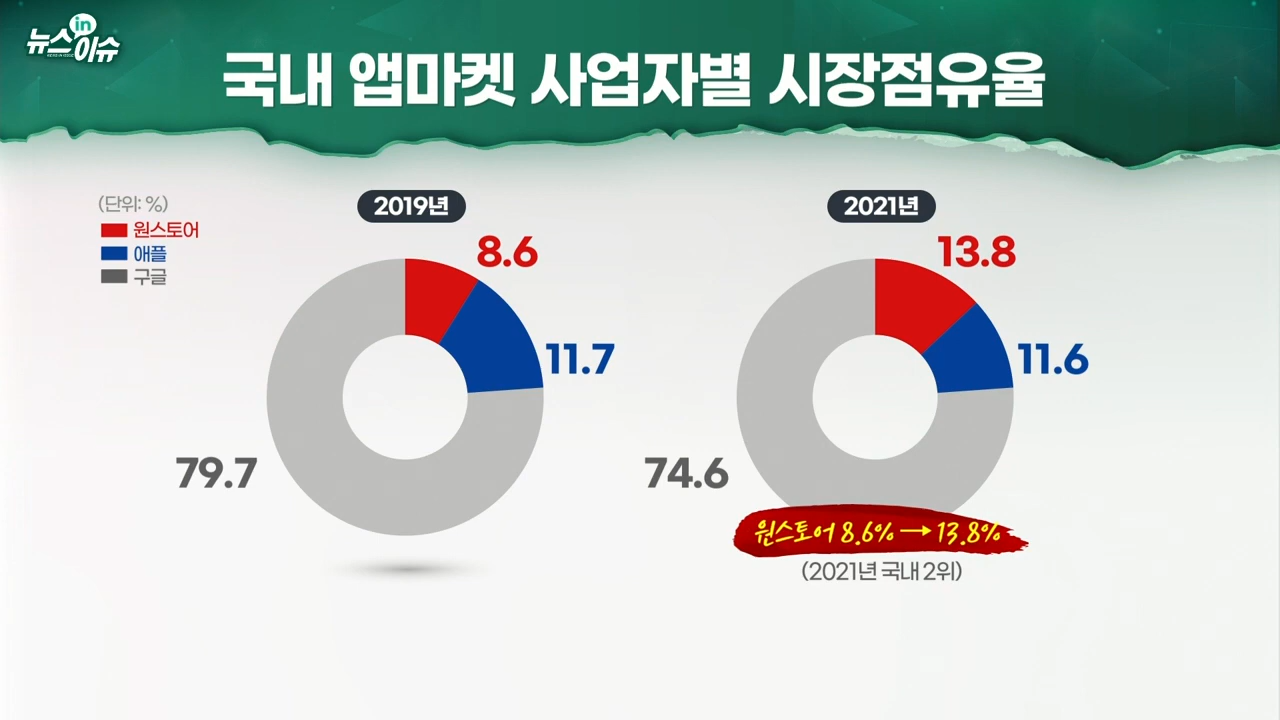 뉴스in이슈
국내 앱마켓 사업자별 시장점유율
(단위: %)
원스토어
애플
구글
2019년
8.6
11.7
79.7
2021년
13.8
11.6
74.6
원스토어 8.6% → 13.8%
(2021년 국내 2위)